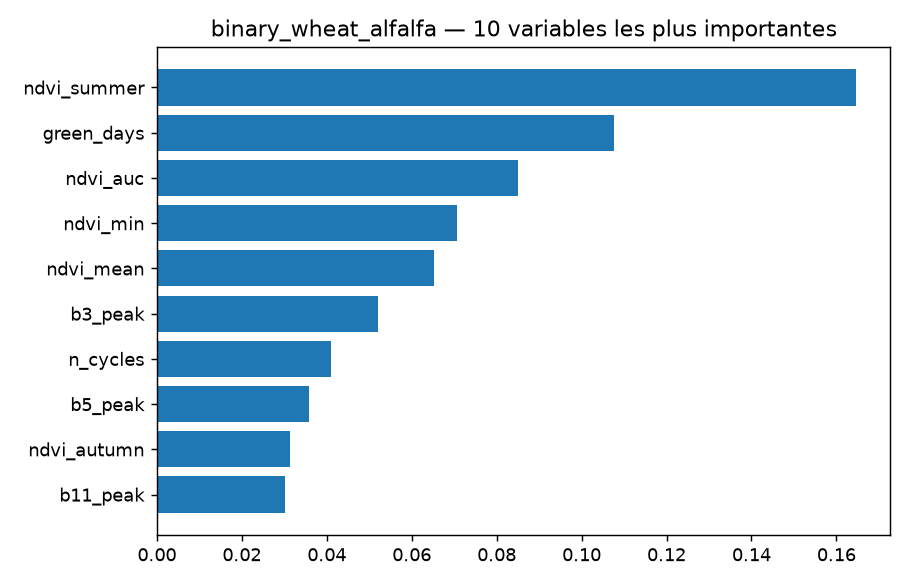 binary_wheat_alfalfa — 10 variables les plus importantes
ndvi_summer
green_days
ndvi_auc
ndvi_min
ndvi_mean
b3_peak
n_cycles
b5_peak
ndvi_autumn
b11_peak
0.00 0.02 0.04 0.06 0.08 0.10 0.12 0.14 0.16